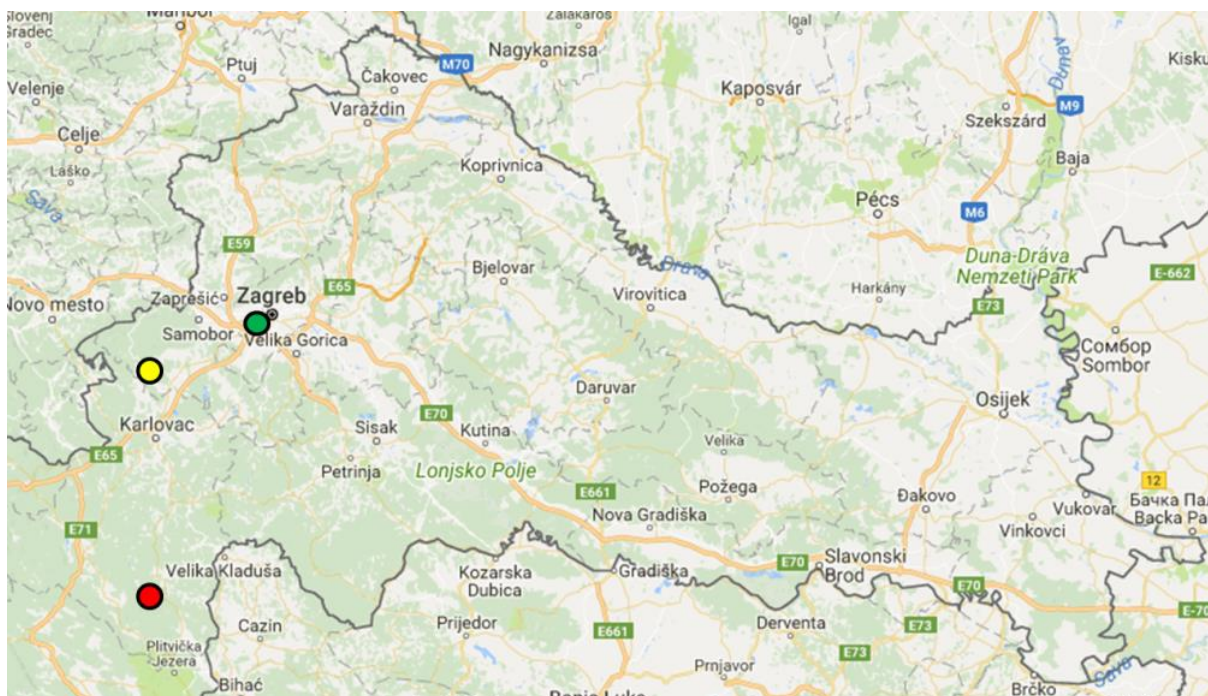 Slovenj
Gradec
Maribor
Zalakaros
Igal
Nagykanizsa
M70
Ptuj
Čakovec
Velenje
Varaždin
Kaposvár
Dunav
Kisku
M9
Szekszárd
Celje
Laško
Koprivnica
Baja
Sava
Pécs
M6
E59
Duna-Dráva
Nemzeti Park
E-662
Bjelovar
Dráva
Novo mesto
Zaprešić
Zagreb
E65
Virovitica
Harkány
E73
Samobor
Velika Gorica
Сомбор
Sombor
Daruvar
Osijek
Karlovac
Sisak
E70
Kutina
Velika
E65
Petrinja
Lonjsko Polje
E661
Požega
Đakovo
12
Бачка Пал
Backa Pa
Vukovar
E71
Nova Gradiška
Vinkovci
Velika Kladuša
Kozarska
Dubica
Gradiška
E70
Slavonski
Brod
E70
E-70
Cazin
Prijedor
E661
Derventa
E73
E73
Plitvička
Jezera
Prnjavor
Bihać
Banja Luka
Brčko
Sava